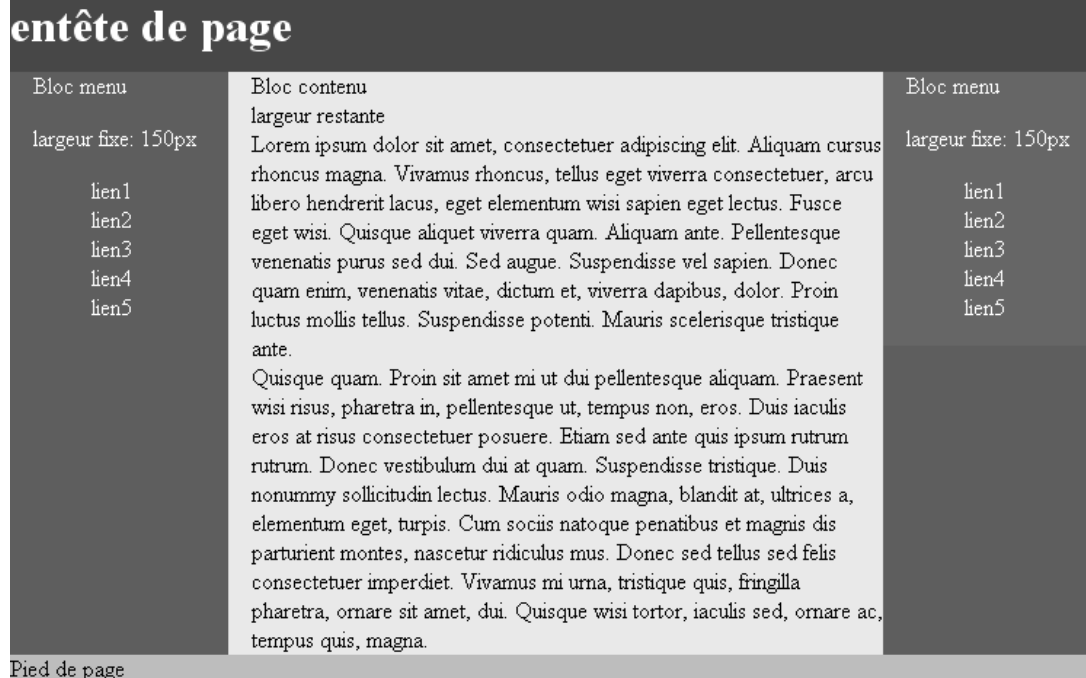 entête de page
Bloc menu
largeur fixe: 150px
lien1
lien2
lien3
lien4
lien5
Bloc contenu
largeur restante
Lorem ipsum dolor sit amet, consectetuer adipiscing elit. Aliquam cursus
rhoncus magna. Vivamus rhoncus, tellus eget viverra consectetuer, arcu
libero hendrerit lacus, eget elementum wisi sapien eget lectus. Fusce
eget wisi. Quisque aliquet viverra quam. Aliquam ante. Pellentesque
venenatis purus sed dui. Sed augue. Suspendisse vel sapien. Donec
quam enim, venenatis vitae, dictum et, viverra dapibus, dolor. Proin
luctus mollis tellus. Suspendisse potenti. Mauris scelerisque tristique
ante.
Quisque quam. Proin sit amet mi ut dui pellentesque aliquam. Praesent
wisi risus, pharetra in, pellentesque ut, tempus non, eros. Duis iaculis
eros at risus consectetuer posuere. Etiam sed ante quis ipsum rutrum
rutrum. Donec vestibulum dui at quam. Suspendisse tristique. Duis
nonummy sollicitudin lectus. Mauris odio magna, blandit at, ultrices a,
elementum eget, turpis. Cum sociis natoque penatibus et magnis dis
parturient montes, nascetur ridiculus mus. Donec sed tellus sed felis
consectetuer imperdiet. Vivamus mi urna, tristique quis, fringilla
pharetra, ornare sit amet, dui. Quisque wisi tortor, iaculis sed, ornare ac,
tempus quis, magna.
Bloc menu
largeur fixe: 150px
lien1
lien2
lien3
lien4
lien5
Pied de page